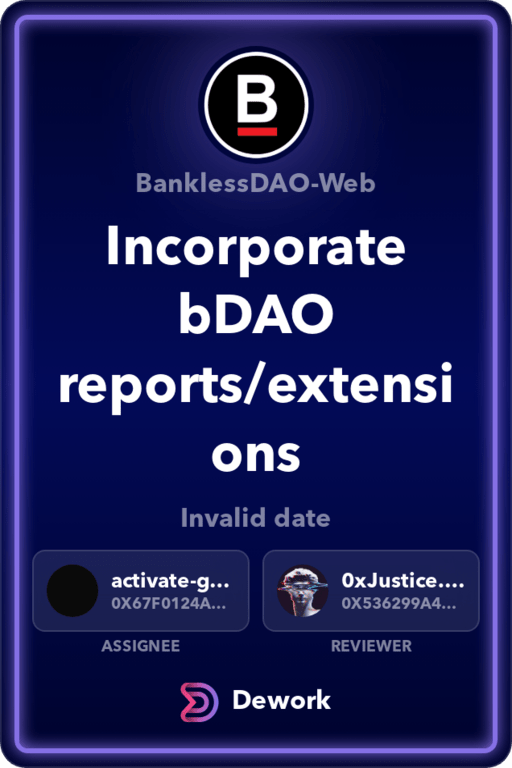 B
BanklessDAO-Web
Incorporate
bDAO
reports/extensi
ons
Invalid date
activate-g...
0X67F0124A...
0xJustice....
0X536299A4...
ASSIGNEE
REVIEWER
Dework